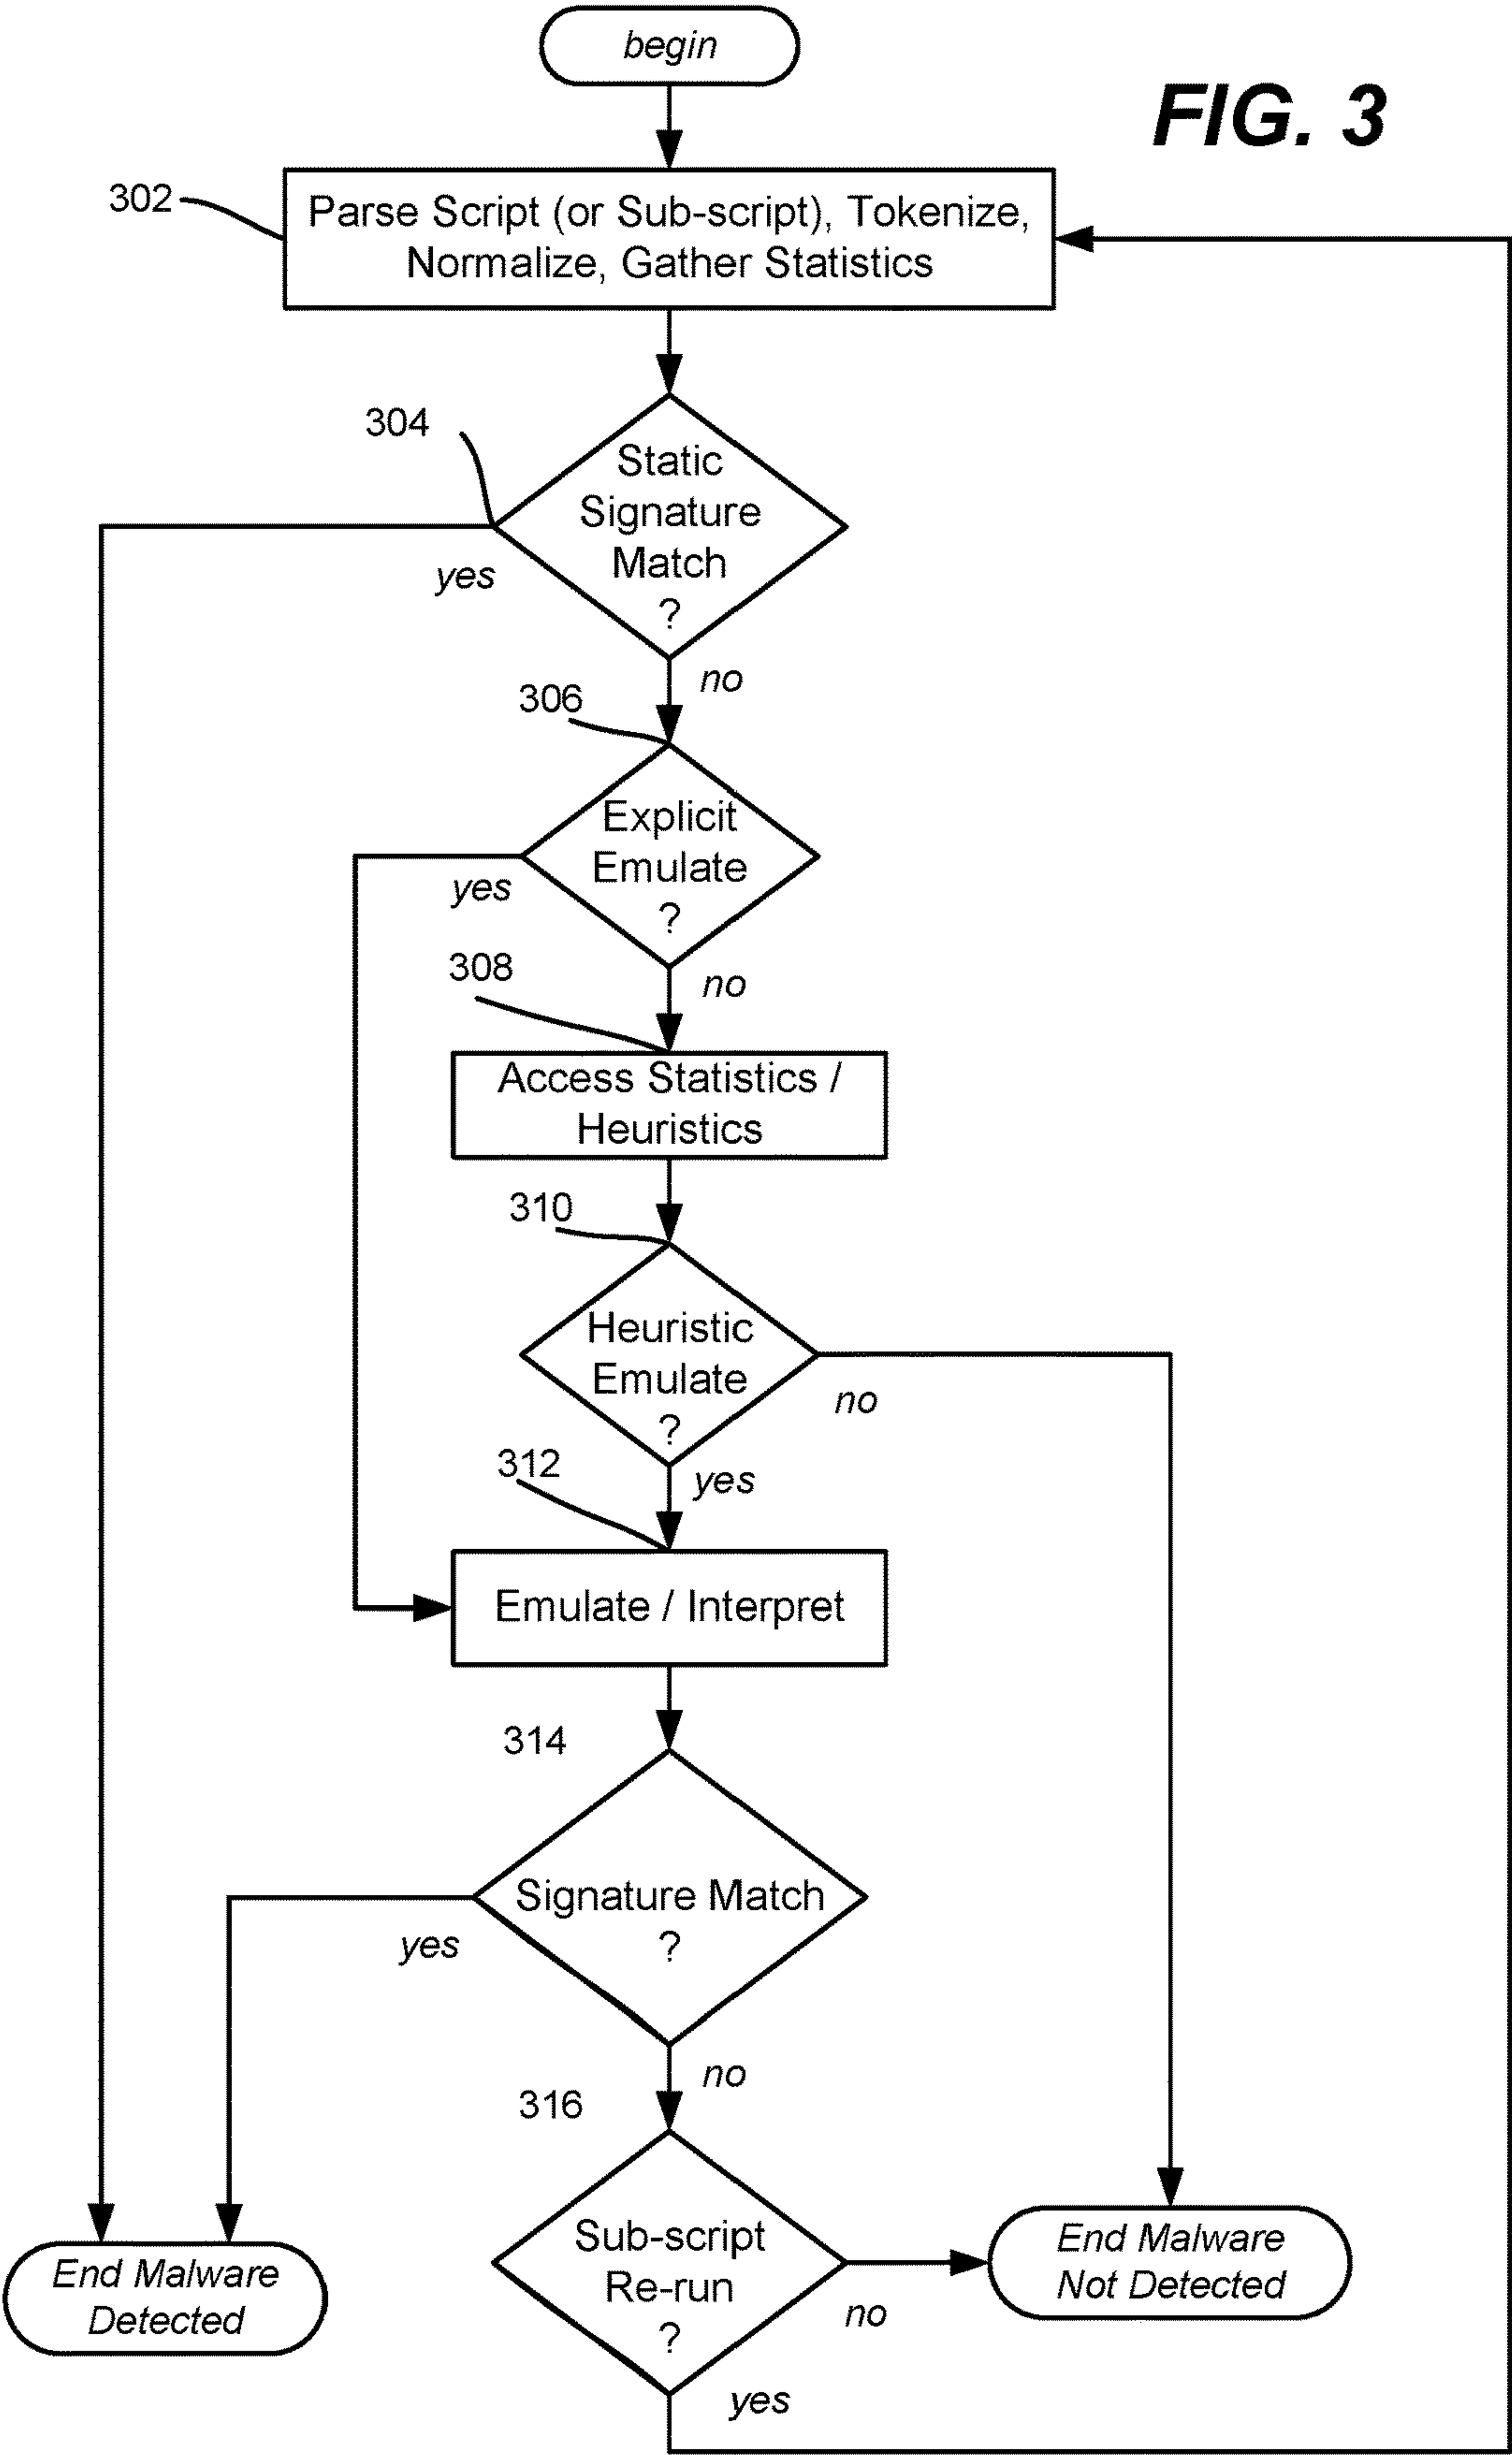 begin
FIG. 3
302
Parse Script (or Sub-script), Tokenize,
Normalize, Gather Statistics
304
Static
Signature
Match
?
yes
no
306
Explicit
Emulate
?
yes
no
308
Access Statistics /
Heuristics
310
Heuristic
Emulate
?
no
yes
312
Emulate / Interpret
314
Signature Match
?
yes
no
316
Sub-script
Re-run
?
no
yes
End Malware
Detected
End Malware
Not Detected